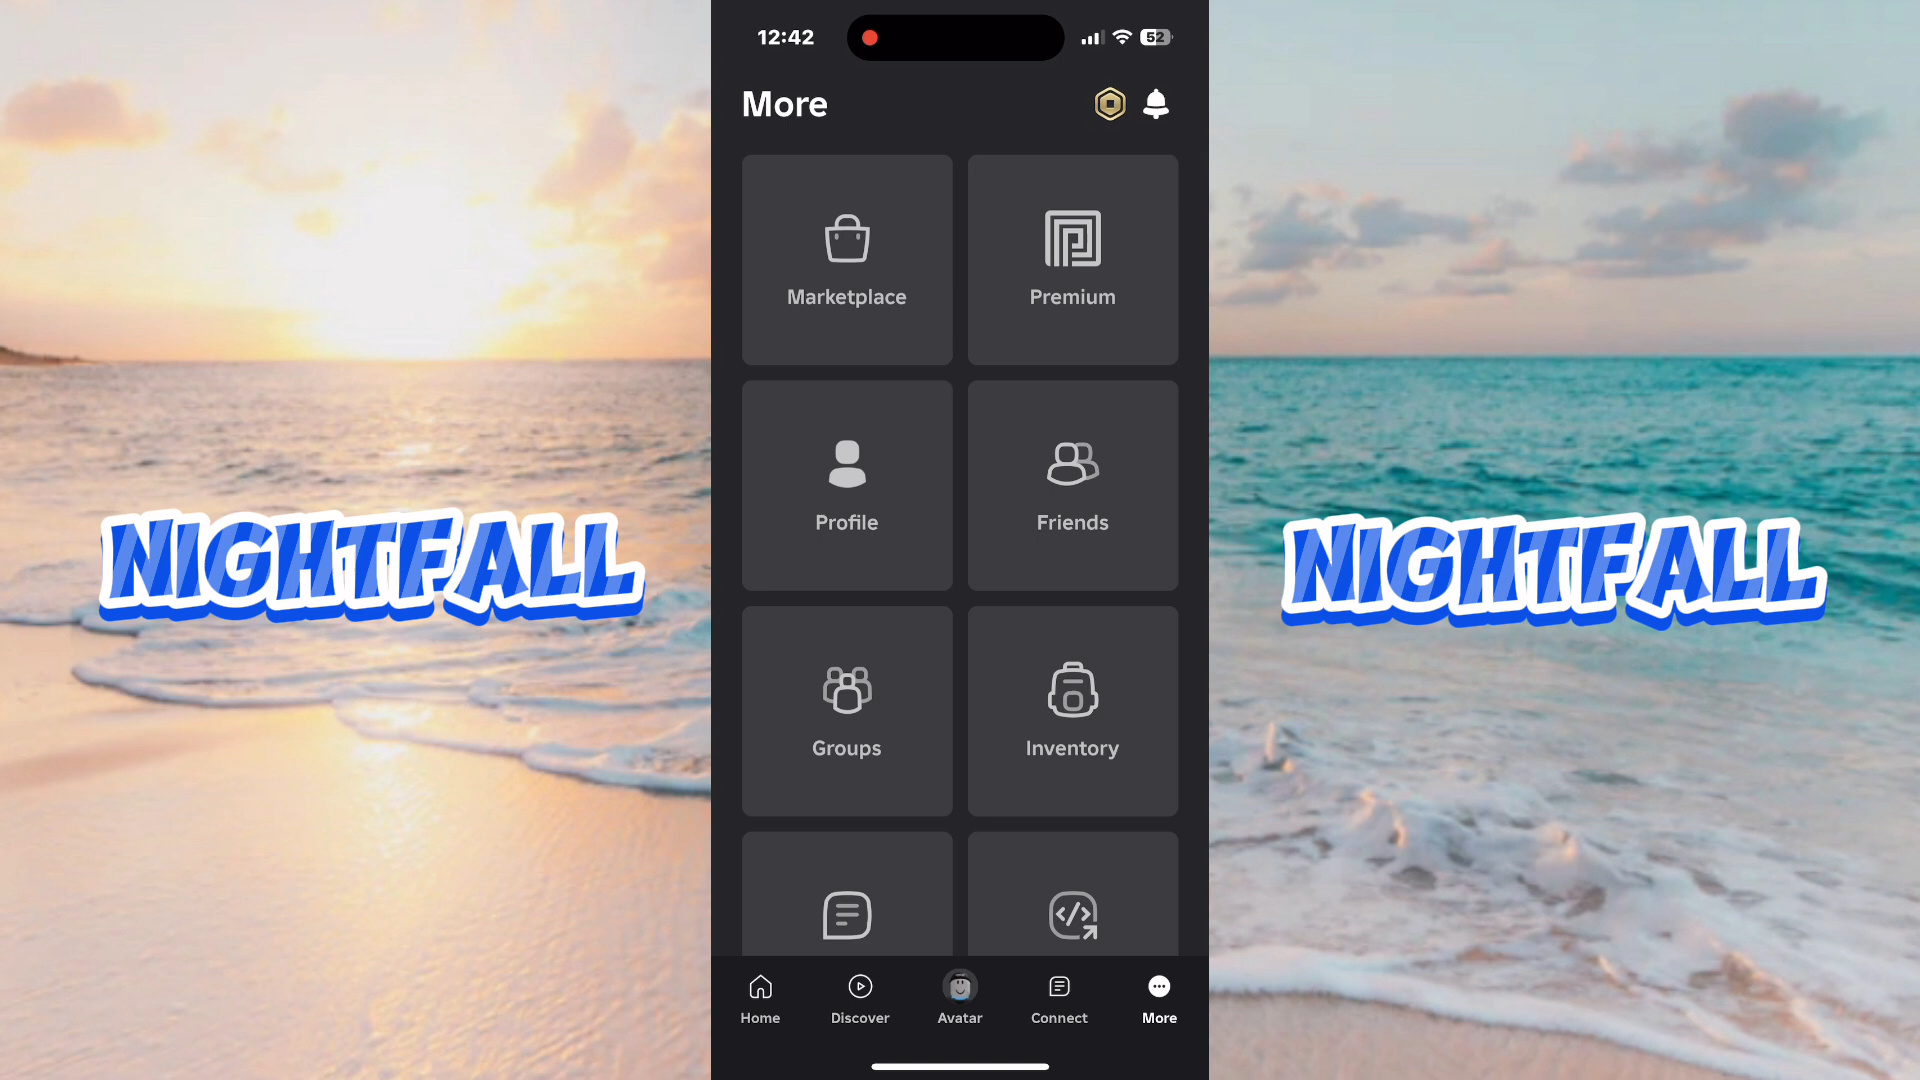 12:42
52
More
Marketplace
Premium
Profile
Friends
NIGHTFALL
NIGHTFALL
Groups
Inventory
Home
Discover
Avatar
Connect
More